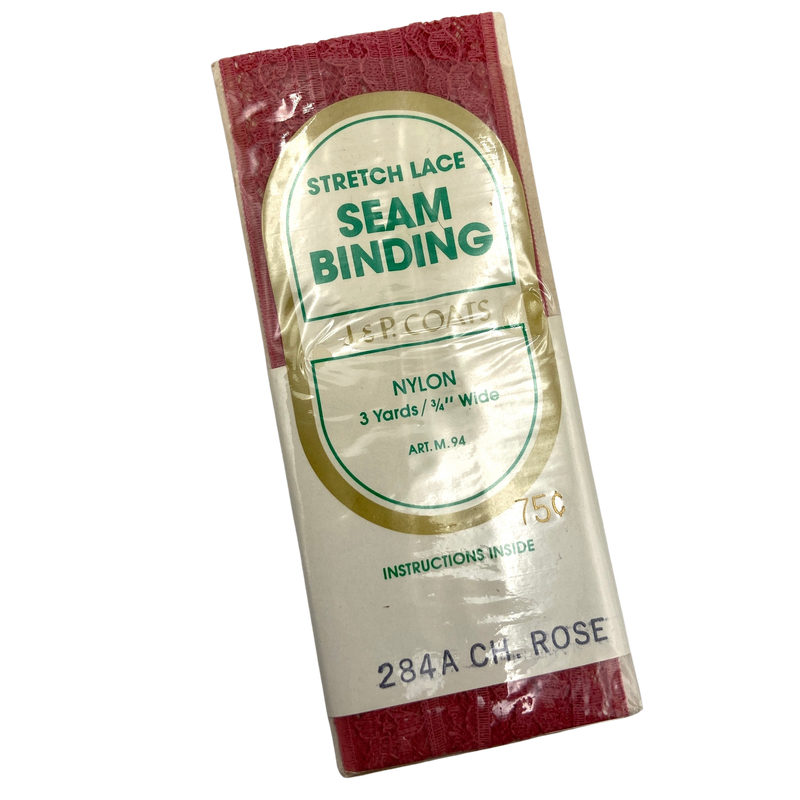 STRETCH LACE
SEAM
BINDING
J & P. COATS
NYLON
3 Yards / ¾" Wide
ART. M. 94
75¢
INSTRUCTIONS INSIDE
284A CH. ROSE